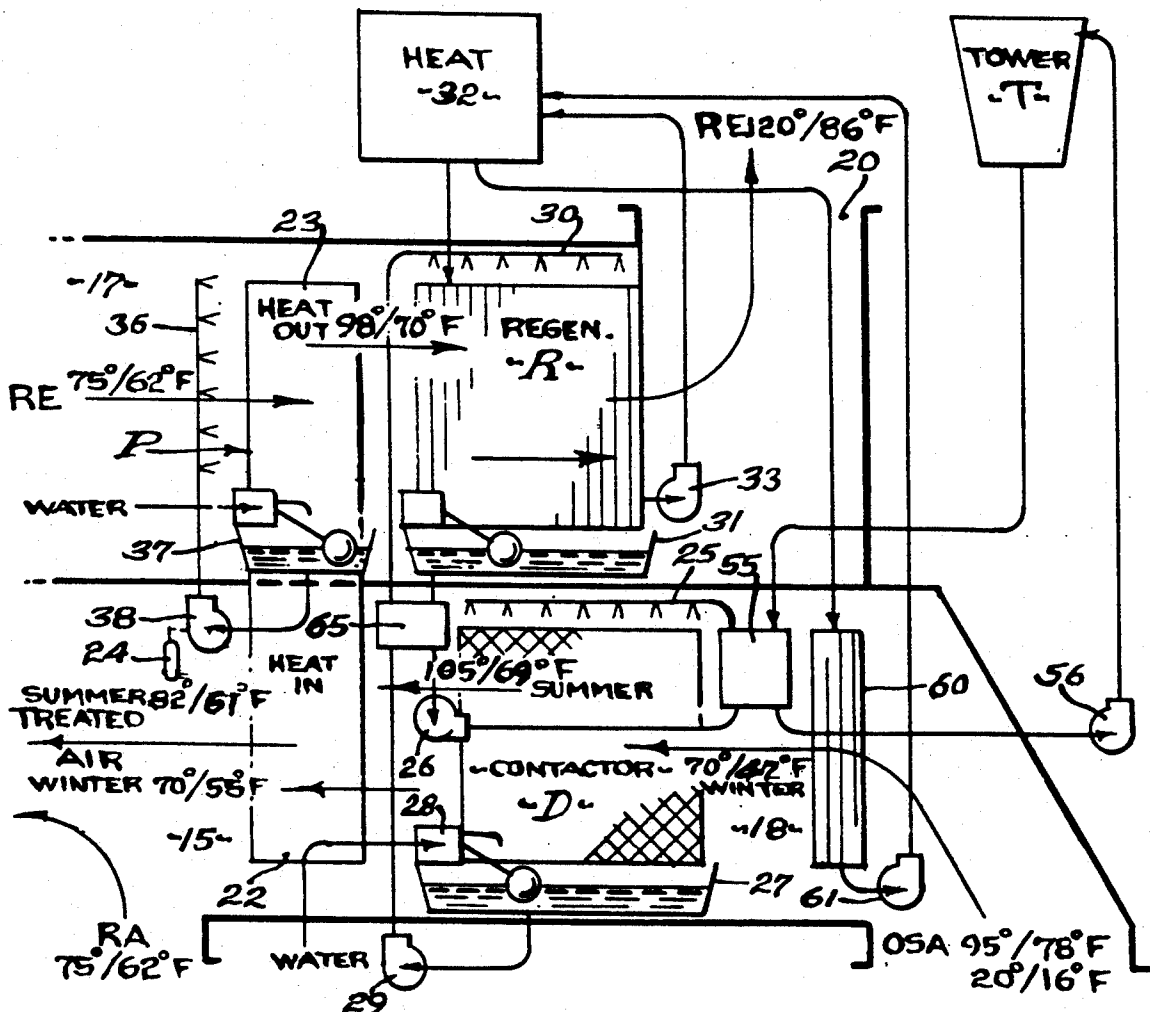 HEAT
-32-
TOWER
-T-
RE120°/86°F
20
23
30
-17-
36
HEAT
OUT 98°/70°F
REGEN.
-R-
RE 75°/62°F
P
WATER
33
37
31
25
55
38
65
24
HEAT
IN
105°/69°F
SUMMER
60
56
SUMMER 82°/61°F
TREATED
AIR
WINTER 70°/55°F
26
-CONTACTOR-
-D-
70°/47°F
WINTER
28
-15-
-18-
22
27
61
RA
75°/62°F
WATER
29
OSA 95°/78°F
20°/16°F